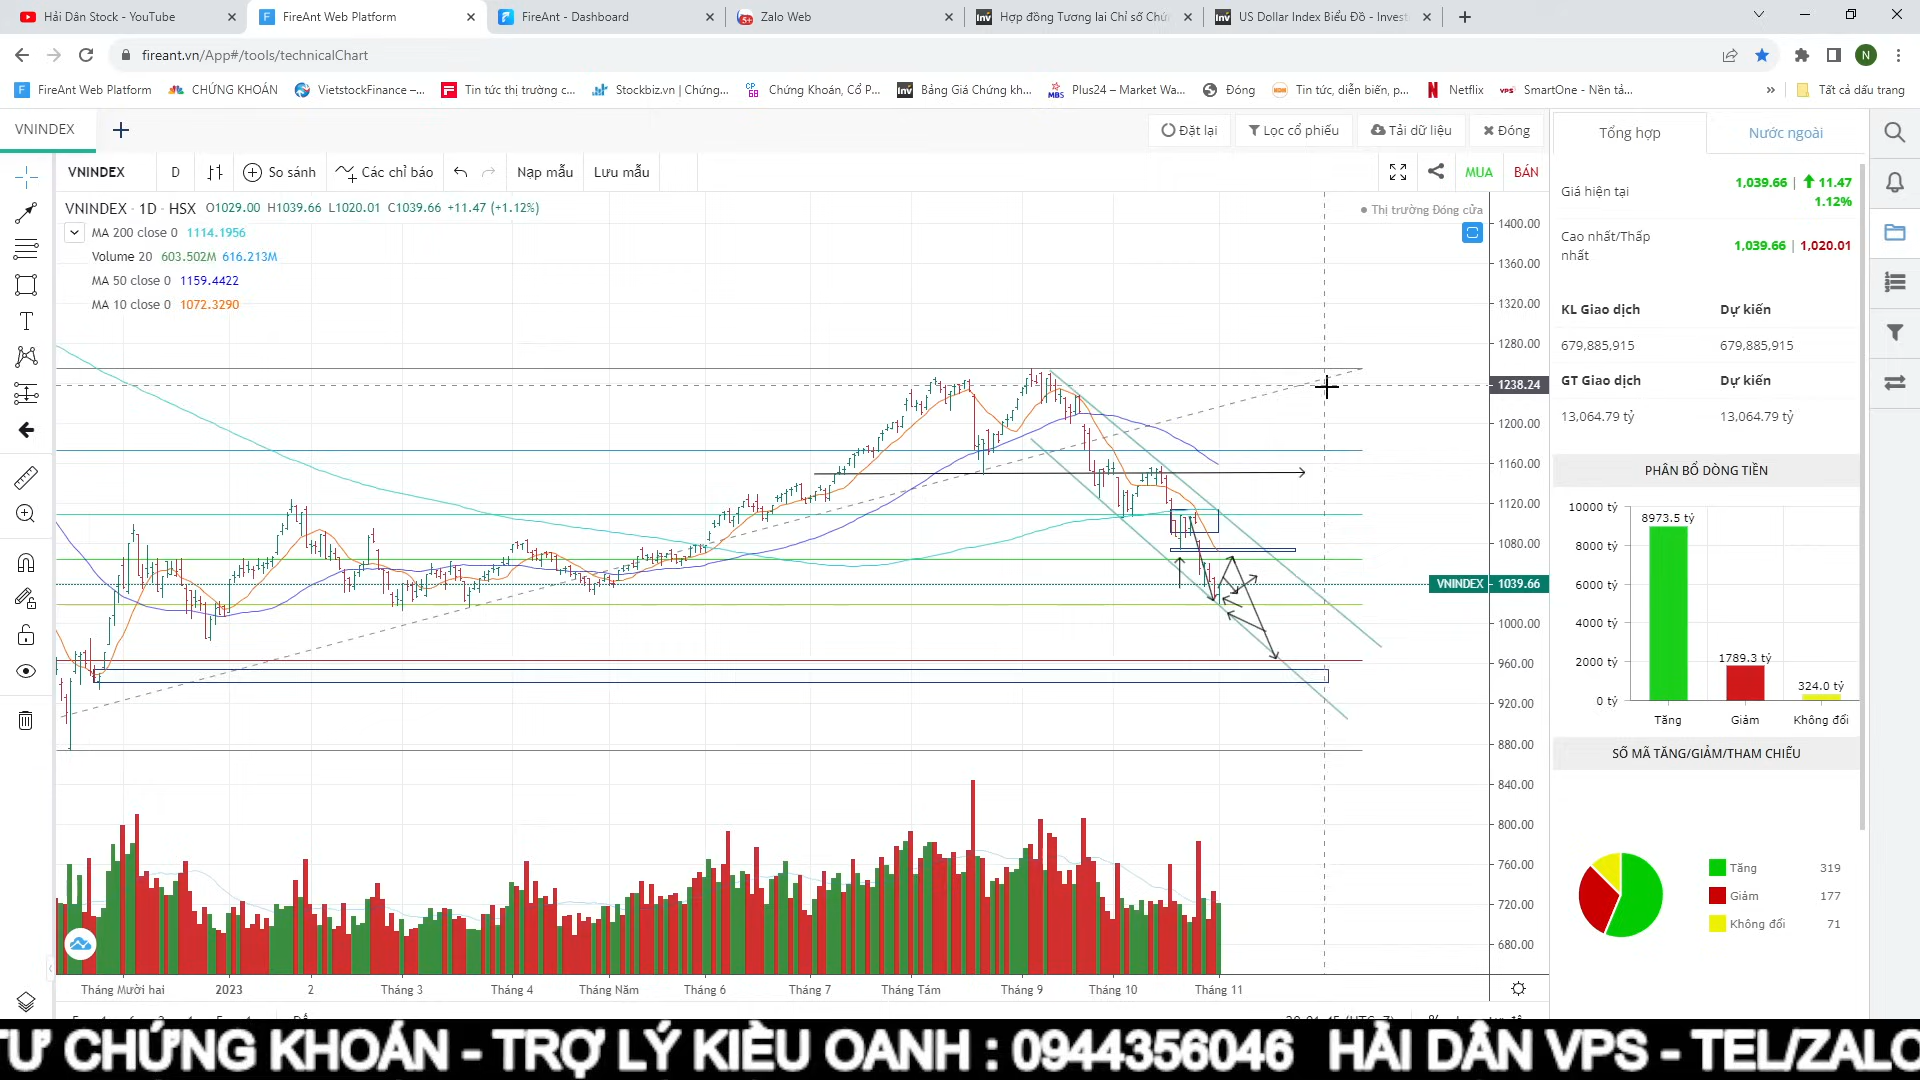 Hải Dân Stock - YouTube
FireAnt Web Platform
FireAnt - Dashboard
Zalo Web
Hợp đồng Tương lai Chỉ số Chứn
US Dollar Index Biểu Đồ - Invest
fireant.vn/App#/tools/technicalChart
N
FireAnt Web Platform
CHỨNG KHOÁN
VietstockFinance –...
Tin tức thị trường c...
Stockbiz.vn | Chứng...
Chứng Khoán, Cổ P...
Bảng Giá Chứng kh...
Plus24 – Market Wa...
Đóng
Tin tức, diễn biến, p...
Netflix
SmartOne - Nền tả...
Tất cả dấu trang
VNINDEX
Đặt lại
Lọc cổ phiếu
Tải dữ liệu
Đóng
Tổng hợp
Nước ngoài
VNINDEX
D
So sánh
Các chỉ báo
Nạp mẫu
Lưu mẫu
MUA
BÁN
VNINDEX · 1D · HSX O1029.00 H1039.66 L1020.01 C1039.66 +11.47 (+1.12%)
Thị trường Đóng cửa
MA 200 close 0 1114.1956
Volume 20 603.502M 616.213M
MA 50 close 0 1159.4422
MA 10 close 0 1072.3290
1400.00
1360.00
1320.00
1280.00
1238.24
1200.00
1160.00
1120.00
1080.00
VNINDEX 1039.66
1000.00
960.00
920.00
880.00
840.00
800.00
760.00
720.00
680.00
Tháng Mười hai
2023
2
Tháng 3
Tháng 4
Tháng Năm
Tháng 6
Tháng 7
Tháng Tám
Tháng 9
Tháng 10
Tháng 11
Giá hiện tại
1,039.66 | 11.47
1.12%
Cao nhất/Thấp
nhất
1,039.66 | 1,020.01
KL Giao dịch
Dự kiến
679,885,915
679,885,915
GT Giao dịch
Dự kiến
13,064.79 tỷ
13,064.79 tỷ
PHÂN BỔ DÒNG TIỀN
10000 tỷ
8000 tỷ
6000 tỷ
4000 tỷ
2000 tỷ
0 tỷ
8973.5 tỷ
1789.3 tỷ
324.0 tỷ
Tăng
Giảm
Không đổi
SỐ MÃ TĂNG/GIẢM/THAM CHIẾU
Tăng 319
Giảm 177
Không đổi 71
TƯ CHỨNG KHOÁN - TRỢ LÝ KIỀU OANH : 0944356046 HẢI DÂN VPS - TEL/ZALO